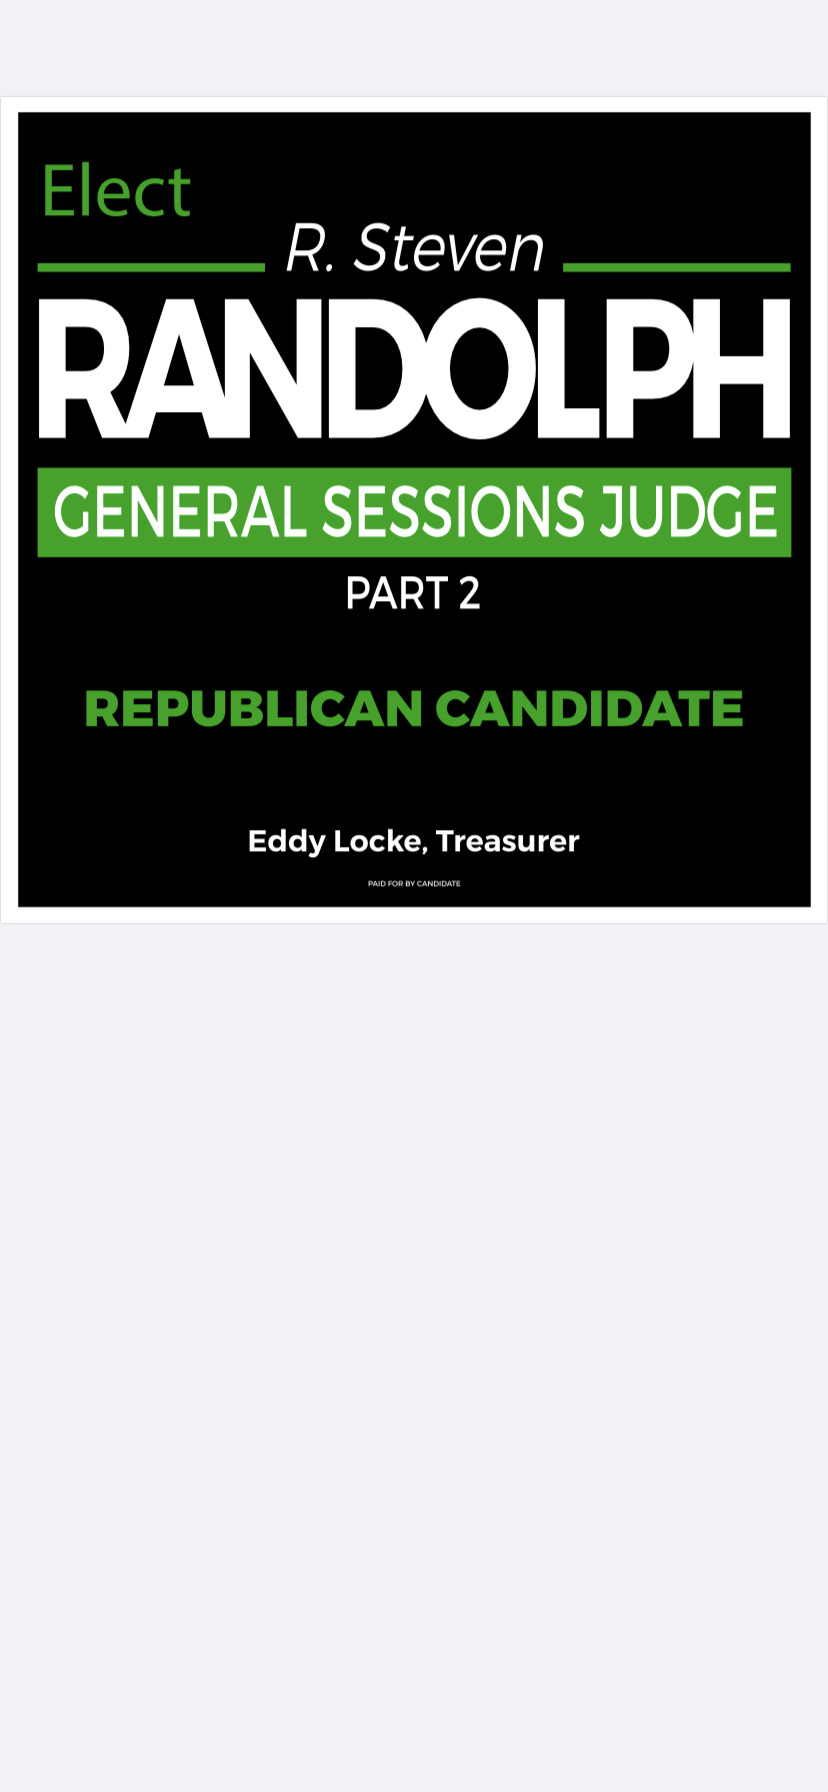 Elect
R. Steven
RANDOLPH
GENERAL SESSIONS JUDGE
PART 2
REPUBLICAN CANDIDATE
Eddy Locke, Treasurer
PAID FOR BY CANDIDATE